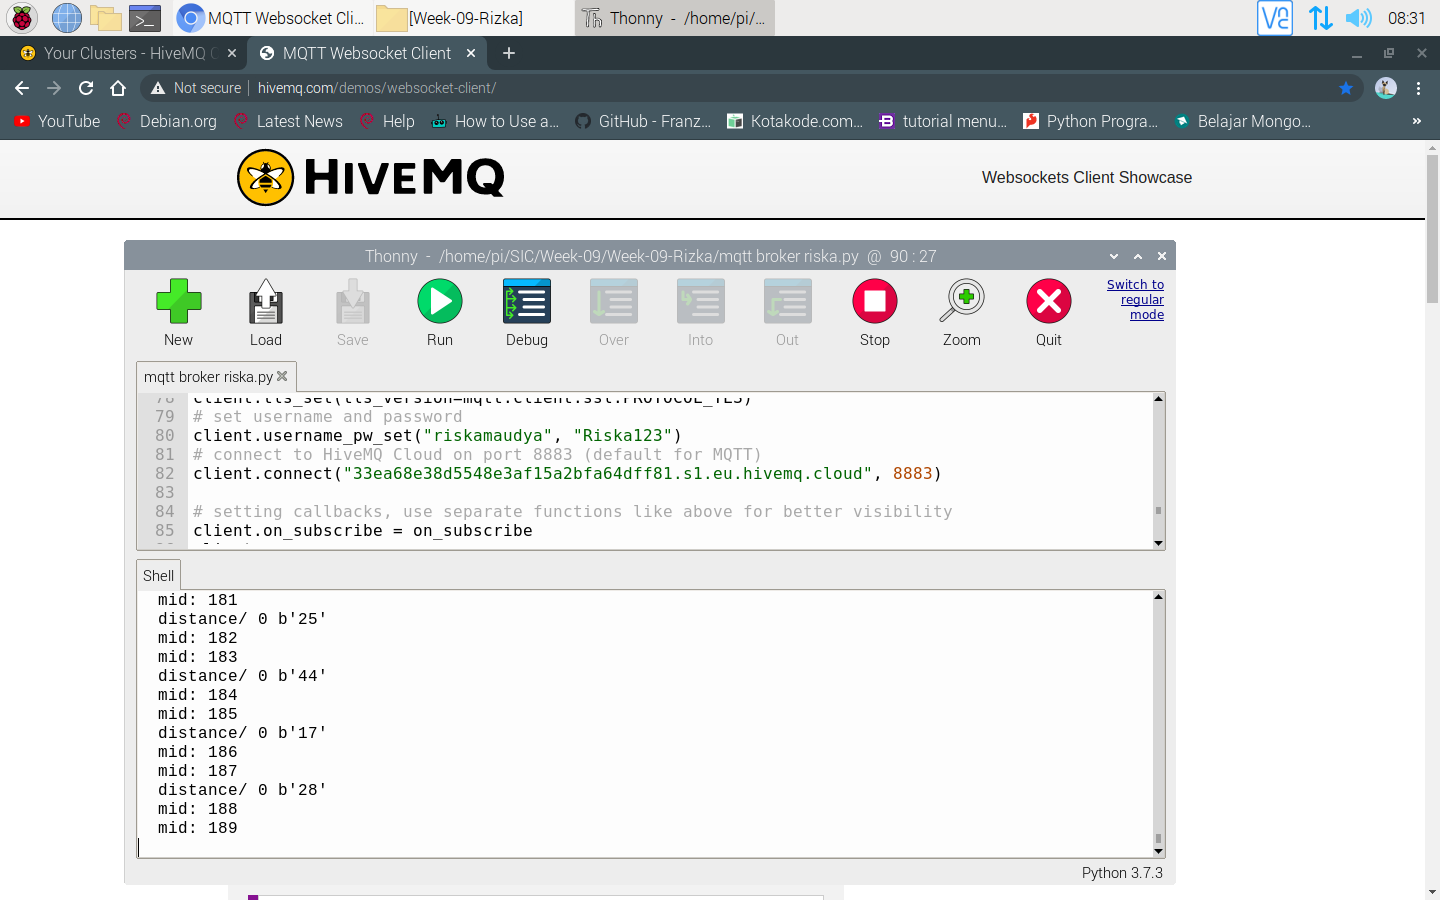 MQTT Websocket Cli...
[Week-09-Rizka]
Thonny - /home/pi/...
08:31
Your Clusters - HiveMQ C
MQTT Websocket Client
Not secure
hivemq.com/demos/websocket-client/
YouTube
Debian.org
Latest News
Help
How to Use a...
GitHub - Franz...
Kotakode.com...
tutorial menu...
Python Progra...
Belajar Mongo...
»
HIVEMQ
Websockets Client Showcase
Thonny - /home/pi/SIC/Week-09/Week-09-Rizka/mqtt broker riska.py @ 90 : 27
New
Load
Save
Run
Debug
Over
Into
Out
Stop
Zoom
Quit
Switch to
regular
mode
mqtt broker riska.py
78 client.tls_set(tls_version=mqtt.client.ssl.PROTOCOL_TLS)
79 # set username and password
80 client.username_pw_set("riskamaudya", "Riska123")
81 # connect to HiveMQ Cloud on port 8883 (default for MQTT)
82 client.connect("33ea68e38d5548e3af15a2bfa64dff81.s1.eu.hivemq.cloud", 8883)
83
84 # setting callbacks, use separate functions like above for better visibility
85 client.on_subscribe = on_subscribe
Shell
mid: 181
distance/ 0 b'25'
mid: 182
mid: 183
distance/ 0 b'44'
mid: 184
mid: 185
distance/ 0 b'17'
mid: 186
mid: 187
distance/ 0 b'28'
mid: 188
mid: 189
Python 3.7.3